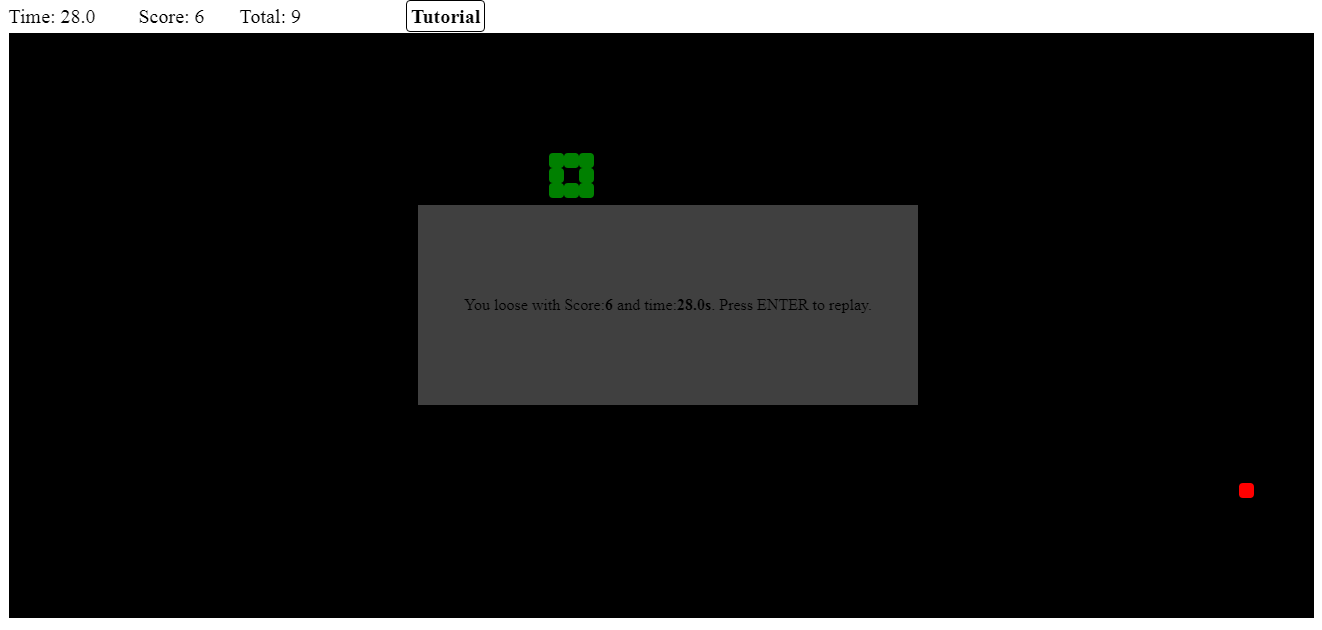 Time: 28.0 Score: 6 Total: 9 Tutorial
You loose with Score:6 and time:28.0s. Press ENTER to replay.